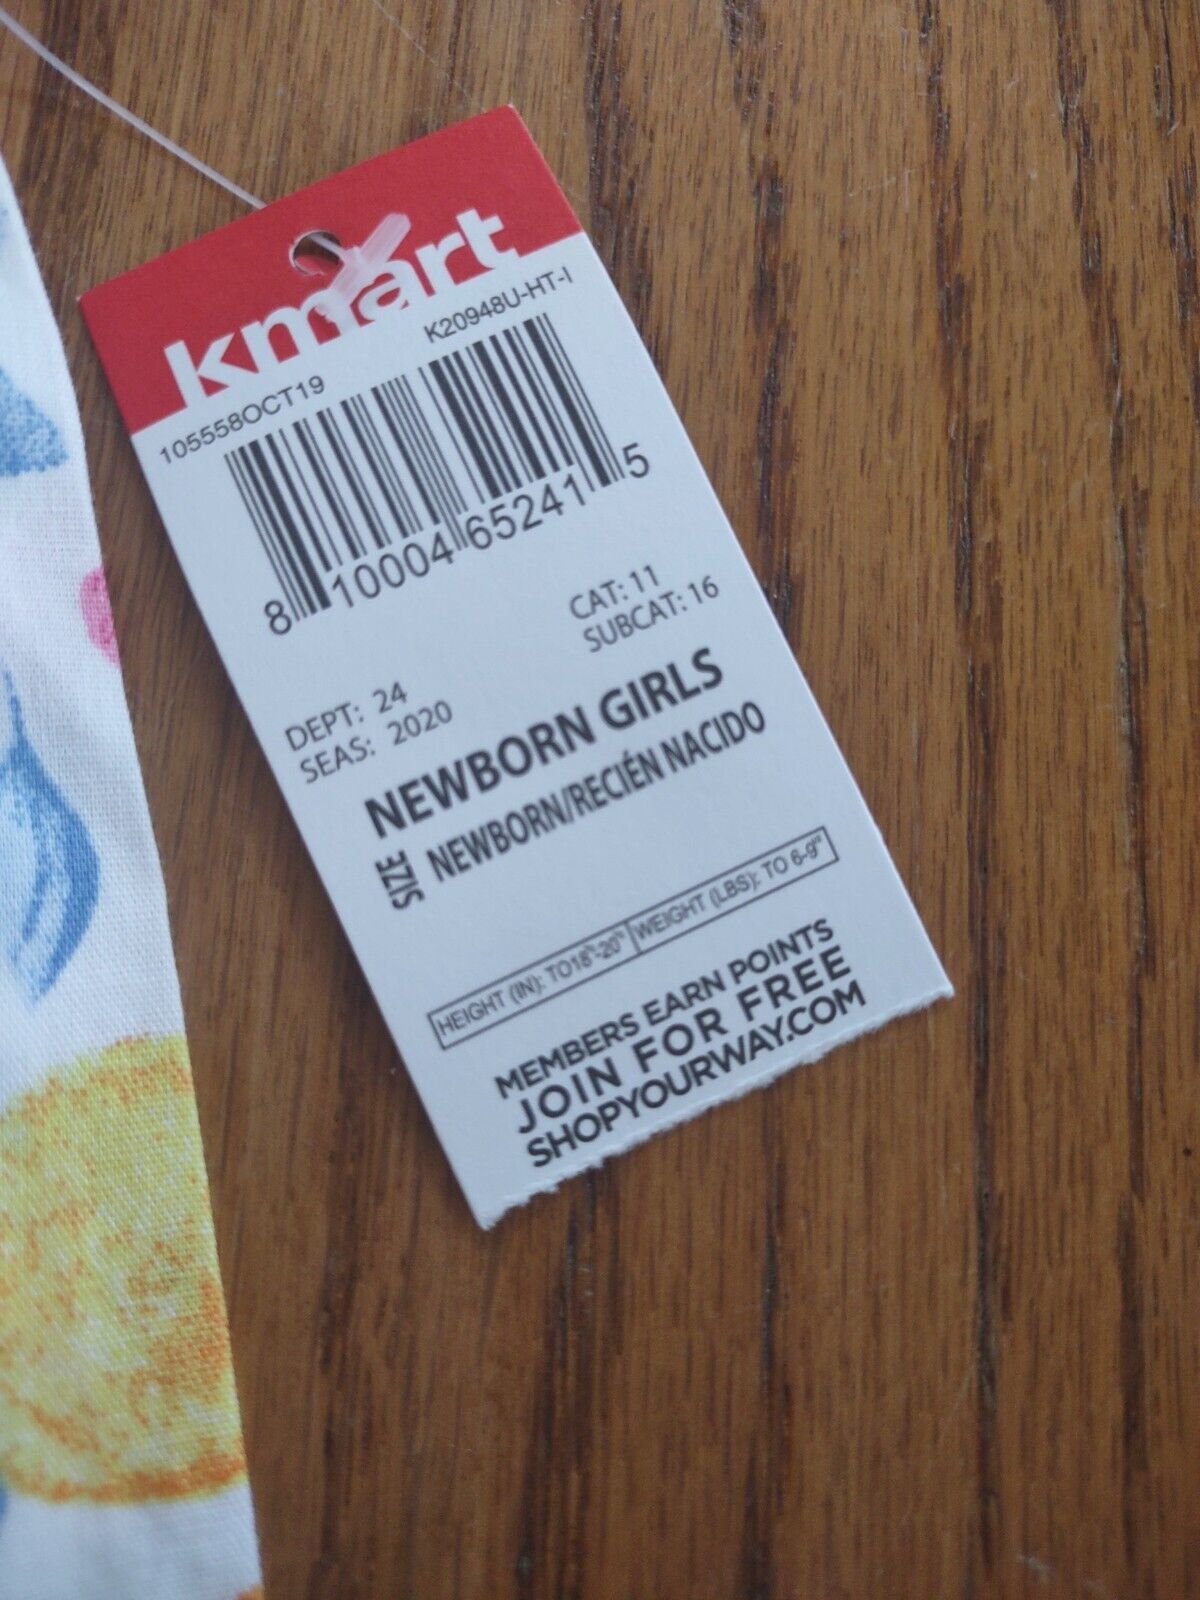 kmart
105558OCT19 K20948U-HT-I
8 10004 65241 5
CAT: 11
SUBCAT: 16
DEPT: 24
SEAS: 2020
NEWBORN GIRLS
SIZE NEWBORN/RECIÉN NACIDO
HEIGHT (IN): TO18"-20" WEIGHT (LBS): TO 6-9"
MEMBERS EARN POINTS
JOIN FOR FREE
SHOPYOURWAY.COM